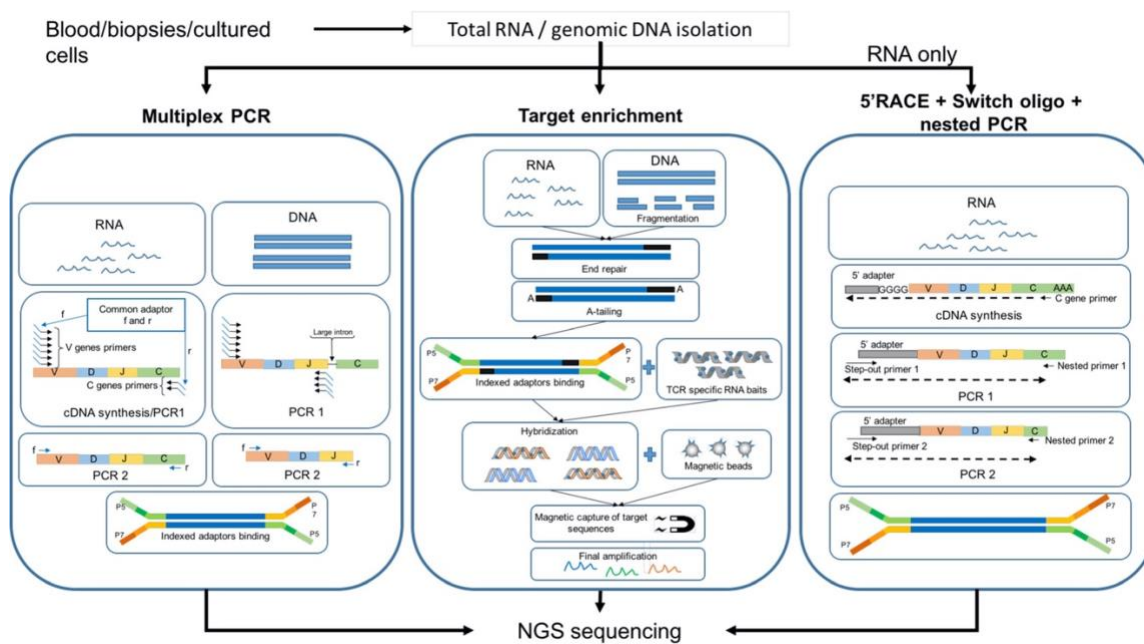 Blood/biopsies/cultured
cells
Total RNA / genomic DNA isolation
RNA only
Multiplex PCR
RNA
DNA
f
Common adaptor
f and r
r
V genes primers
V D J C
C genes primers
cDNA synthesis/PCR1
Large intron
V D J C
PCR 1
f
V D J C
r
PCR 2
f
V D J
r
PCR 2
P5
P7
P
7
P5
Indexed adaptors binding
Target enrichment
RNA
DNA
Fragmentation
End repair
A
A
A-tailing
P5
P7
P
7
P5
Indexed adaptors binding
TCR specific RNA baits
Hybridization
Magnetic beads
Magnetic capture of target
sequences
Final amplification
5'RACE + Switch oligo +
nested PCR
RNA
5' adapter
GGGG V D J C AAA
C gene primer
cDNA synthesis
5' adapter
V D J C
Step-out primer 1
Nested primer 1
PCR 1
5' adapter
V D J C
Step-out primer 2
Nested primer 2
PCR 2
P5
P7
P7
P5
NGS sequencing